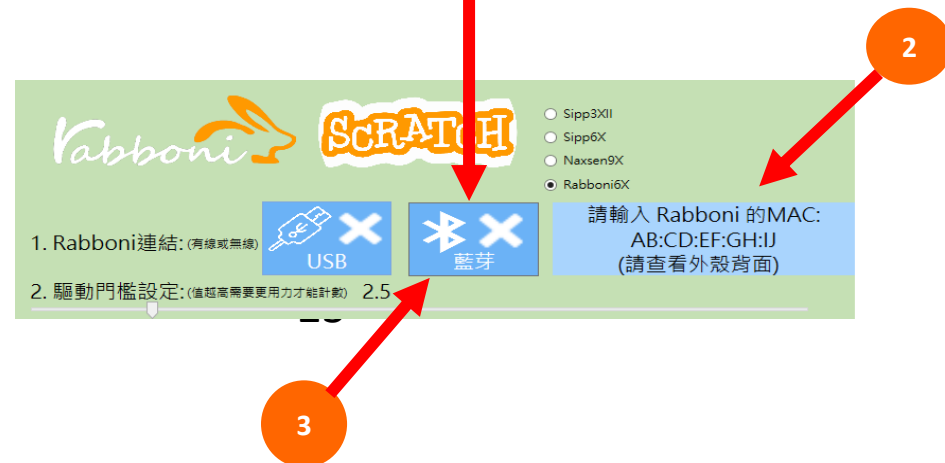 2
rabboni
SCRATCH
Sipp3XII
Sipp6X
Naxsen9X
Rabboni6X
請輸入 Rabboni 的MAC:
AB:CD:EF:GH:IJ
(請查看外殼背面)
1. Rabboni連結:(有線或無線)
USB
藍芽
2. 驅動門檻設定:(值越高需要更用力才能計數) 2.5
3